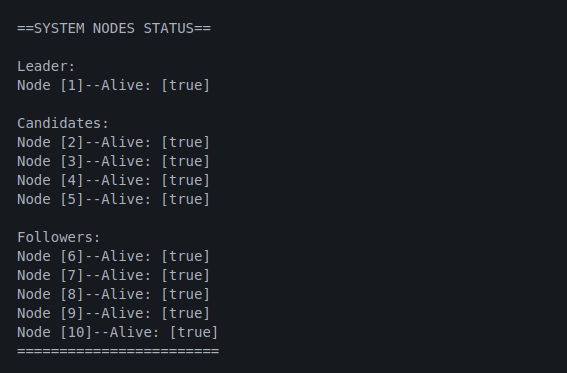 ==SYSTEM NODES STATUS==
Leader:
Node [1]--Alive: [true]
Candidates:
Node [2]--Alive: [true]
Node [3]--Alive: [true]
Node [4]--Alive: [true]
Node [5]--Alive: [true]
Followers:
Node [6]--Alive: [true]
Node [7]--Alive: [true]
Node [8]--Alive: [true]
Node [9]--Alive: [true]
Node [10]--Alive: [true]
========================